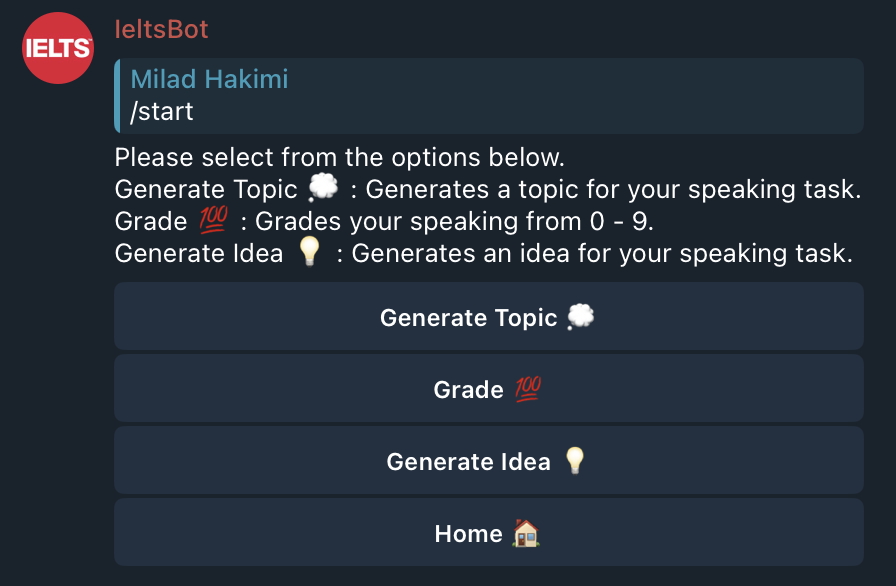 IELTS
IeltsBot
Milad Hakimi
/start
Please select from the options below.
Generate Topic 💭 : Generates a topic for your speaking task.
Grade 💯 : Grades your speaking from 0 - 9.
Generate Idea 💡 : Generates an idea for your speaking task.
Generate Topic 💭
Grade 💯
Generate Idea 💡
Home 🏠